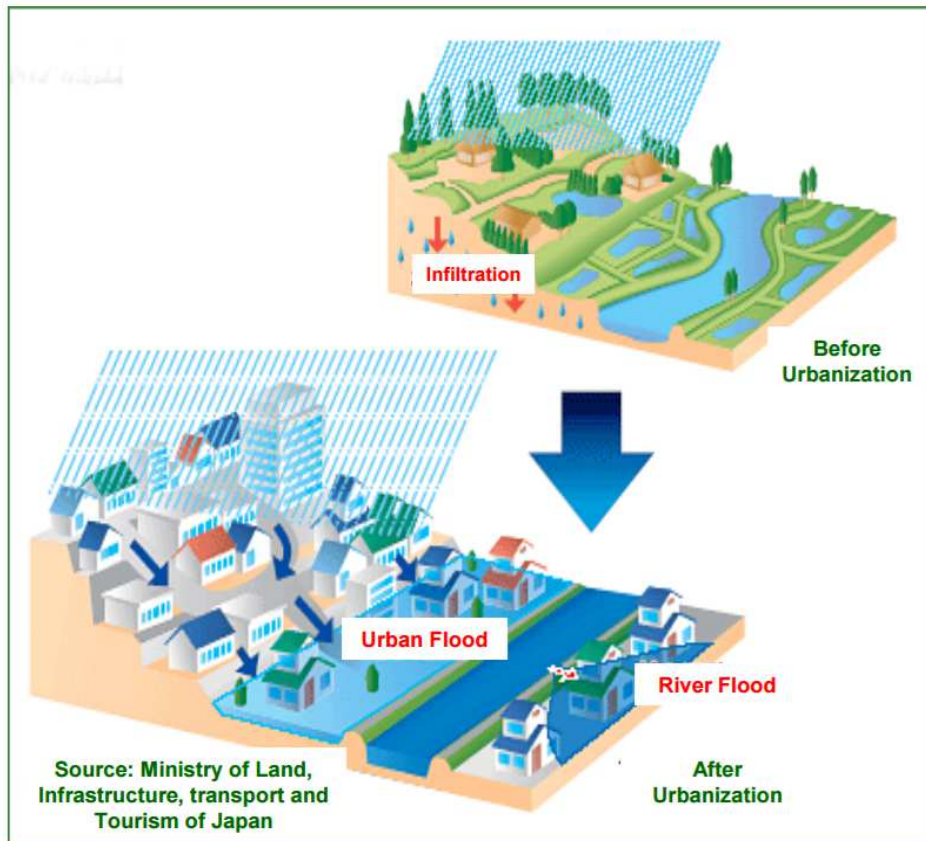 Infiltration
Before
Urbanization
Urban Flood
River Flood
Source: Ministry of Land,
Infrastructure, transport and
Tourism of Japan
After
Urbanization